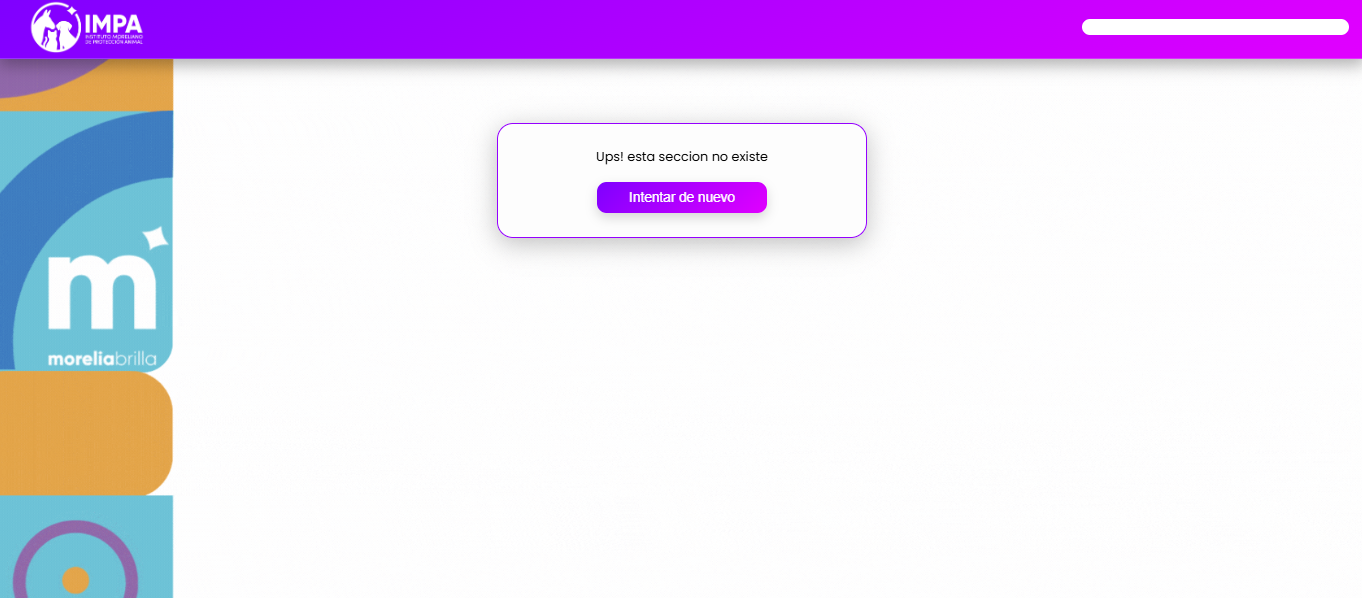 IMPA
INSTITUTO MORELIANO
DE PROTECCIÓN ANIMAL
Ups! esta seccion no existe
Intentar de nuevo
m
moreliabrilla